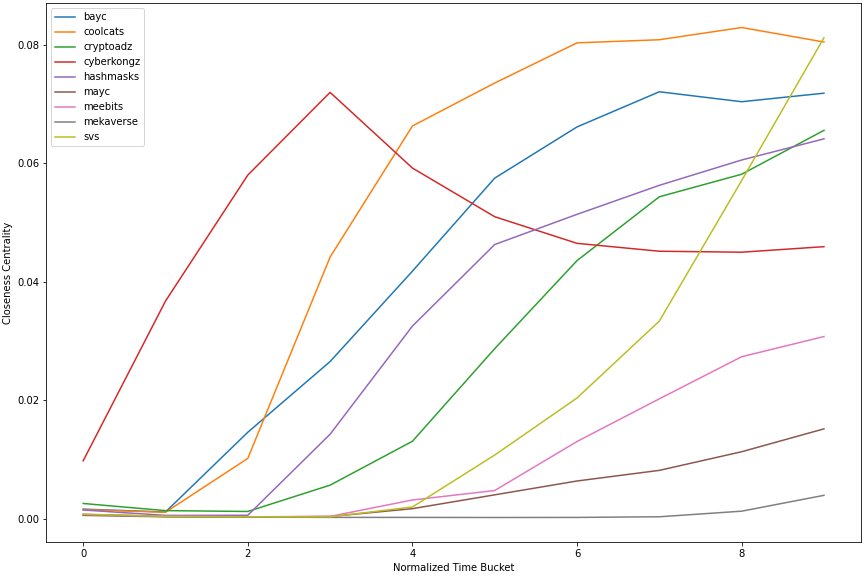 bayc
coolcats
cryptoadz
cyberkongz
hashmasks
mayc
meebits
mekaverse
svs
Closeness Centrality
0.08
0.06
0.04
0.02
0.00
0 2 4 6 8
Normalized Time Bucket